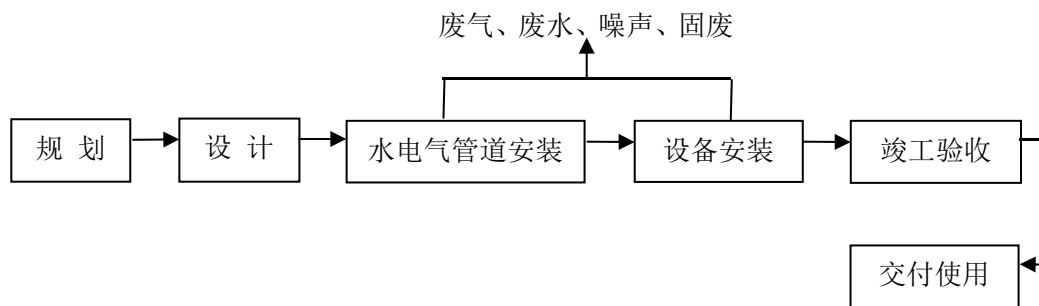 废气、废水、噪声、固废
规 划
设 计
水电气管道安装
设备安装
竣工验收
交付使用